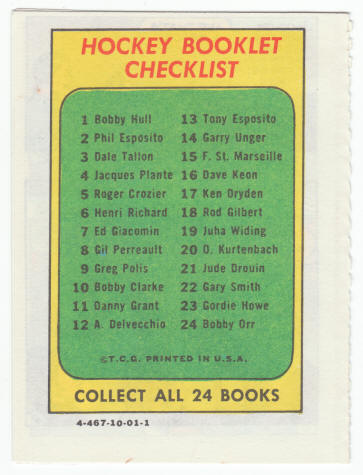 HOCKEY BOOKLET
CHECKLIST
1 Bobby Hull
2 Phil Esposito
3 Dale Tallon
4 Jacques Plante
5 Roger Crozier
6 Henri Richard
7 Ed Giacomin
8 Gil Perreault
9 Greg Polis
10 Bobby Clarke
11 Danny Grant
12 A. Delvecchio
13 Tony Esposito
14 Garry Unger
15 F. St. Marseille
16 Dave Keon
17 Ken Dryden
18 Rod Gilbert
19 Juha Widing
20 O. Kurtenbach
21 Jude Drouin
22 Gary Smith
23 Gordie Howe
24 Bobby Orr
©T.C.G. PRINTED IN U.S.A.
COLLECT ALL 24 BOOKS
4-467-10-01-1